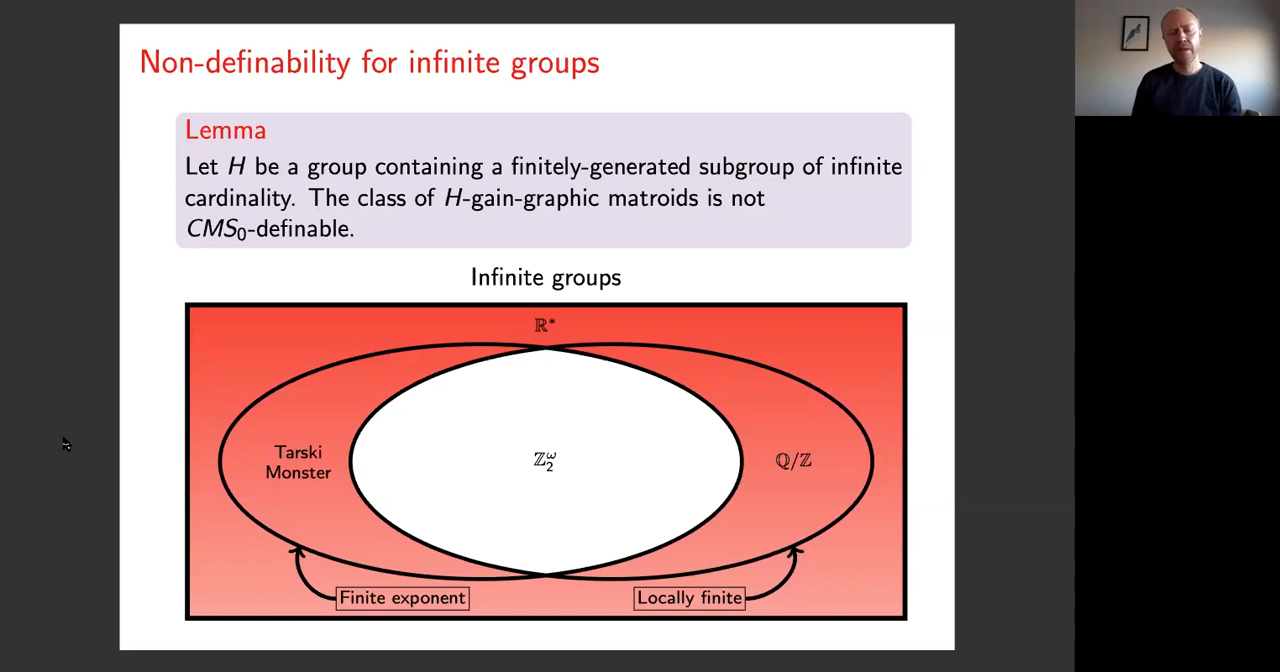 Non-definability for infinite groups
Lemma
Let H be a group containing a finitely-generated subgroup of infinite
cardinality. The class of H-gain-graphic matroids is not
CMS₀-definable.
Infinite groups
ℝ*
Tarski
Monster
ℤ₂^ω
ℚ/ℤ
Finite exponent
Locally finite